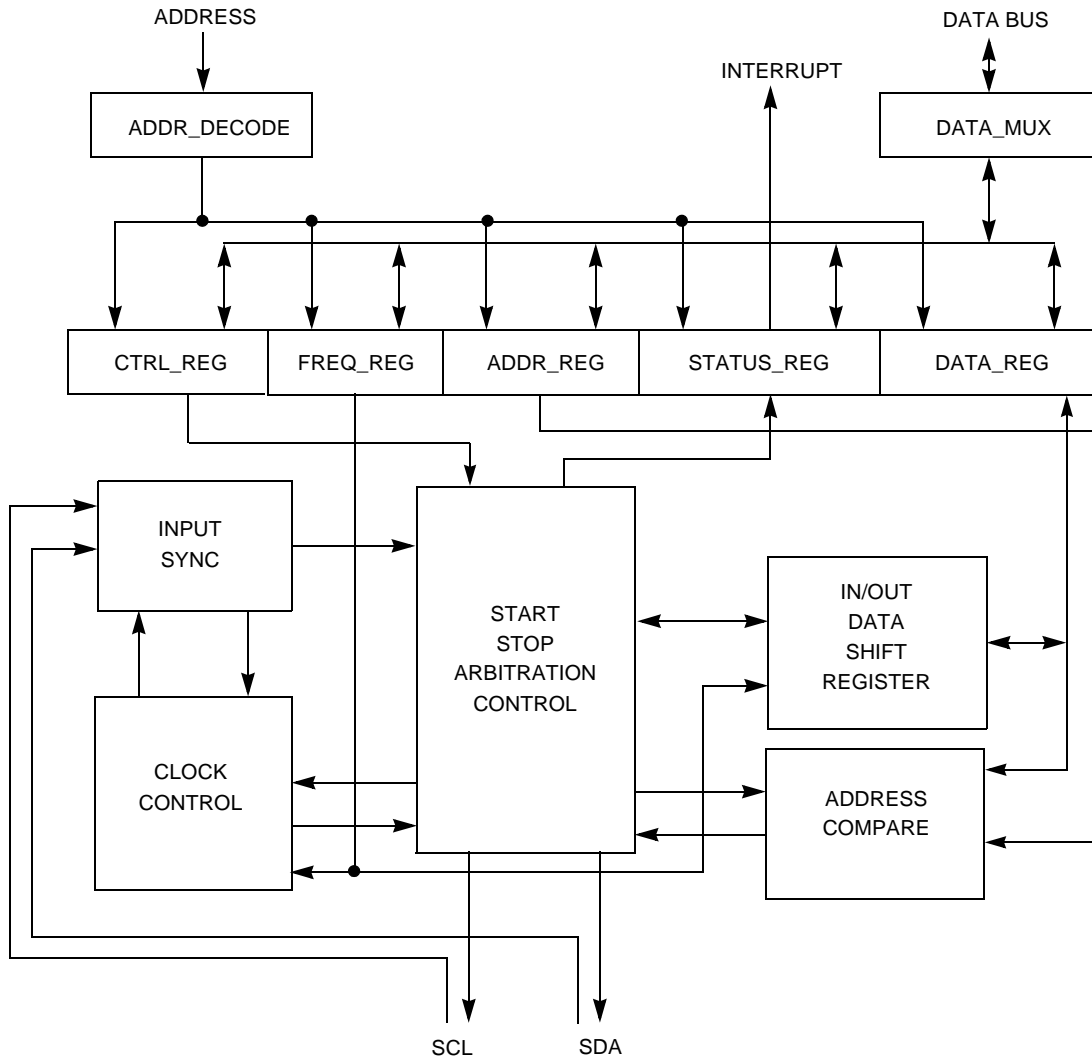 ADDRESS
DATA BUS
INTERRUPT
ADDR_DECODE
DATA_MUX
CTRL_REG
FREQ_REG
ADDR_REG
STATUS_REG
DATA_REG
INPUT
SYNC
START
STOP
ARBITRATION
CONTROL
IN/OUT
DATA
SHIFT
REGISTER
CLOCK
CONTROL
ADDRESS
COMPARE
SCL
SDA